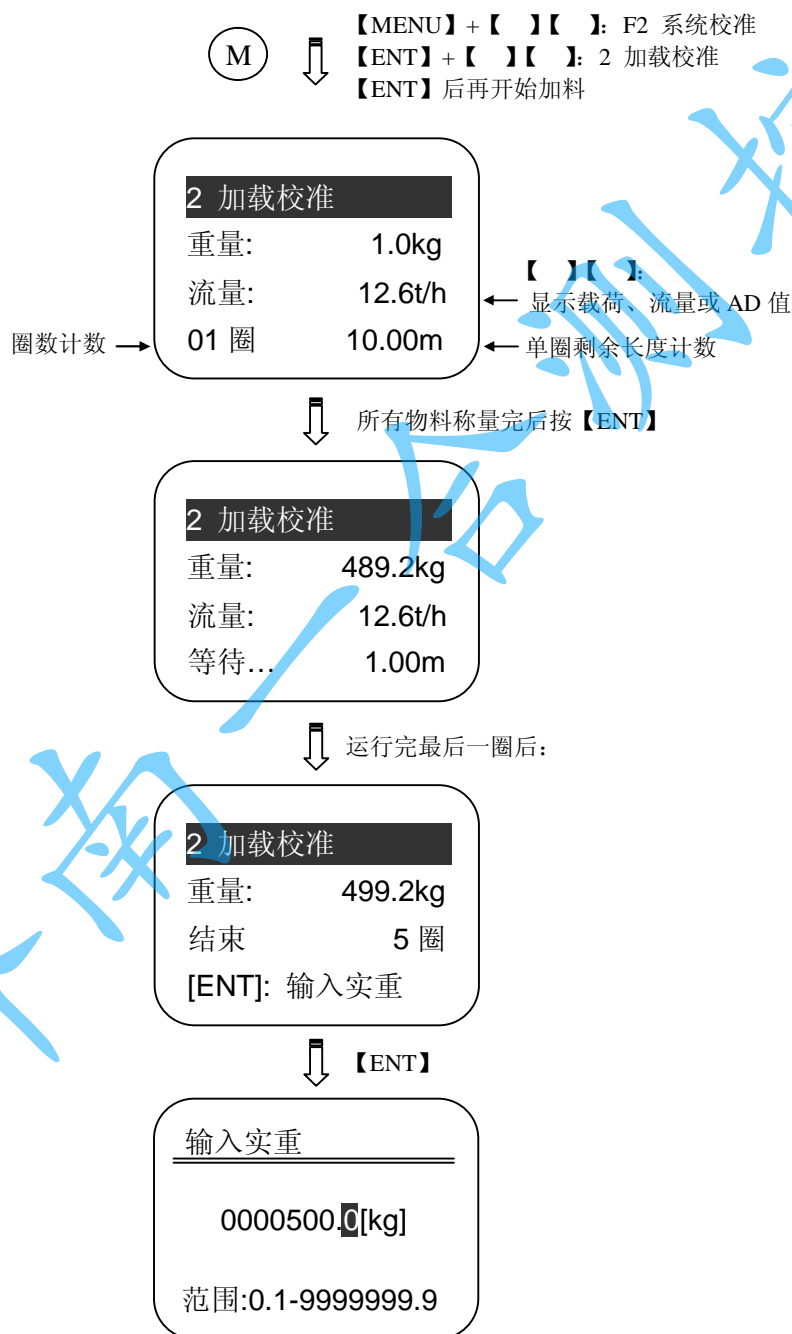 【MENU】+【 】【 】: F2 系统校准
M
【ENT】+【 】【 】: 2 加载校准
【ENT】后再开始加料
2 加载校准
重量: 1.0kg
【 】【 】:
流量: 12.6t/h
显示载荷、流量或 AD 值
圈数计数
01 圈 10.00m
单圈剩余长度计数
所有物料称量完后按【ENT】
2 加载校准
重量: 489.2kg
流量: 12.6t/h
等待… 1.00m
运行完最后一圈后:
2 加载校准
重量: 499.2kg
结束 5 圈
[ENT]: 输入实重
【ENT】
输入实重
0000500.0[kg]
范围:0.1-9999999.9